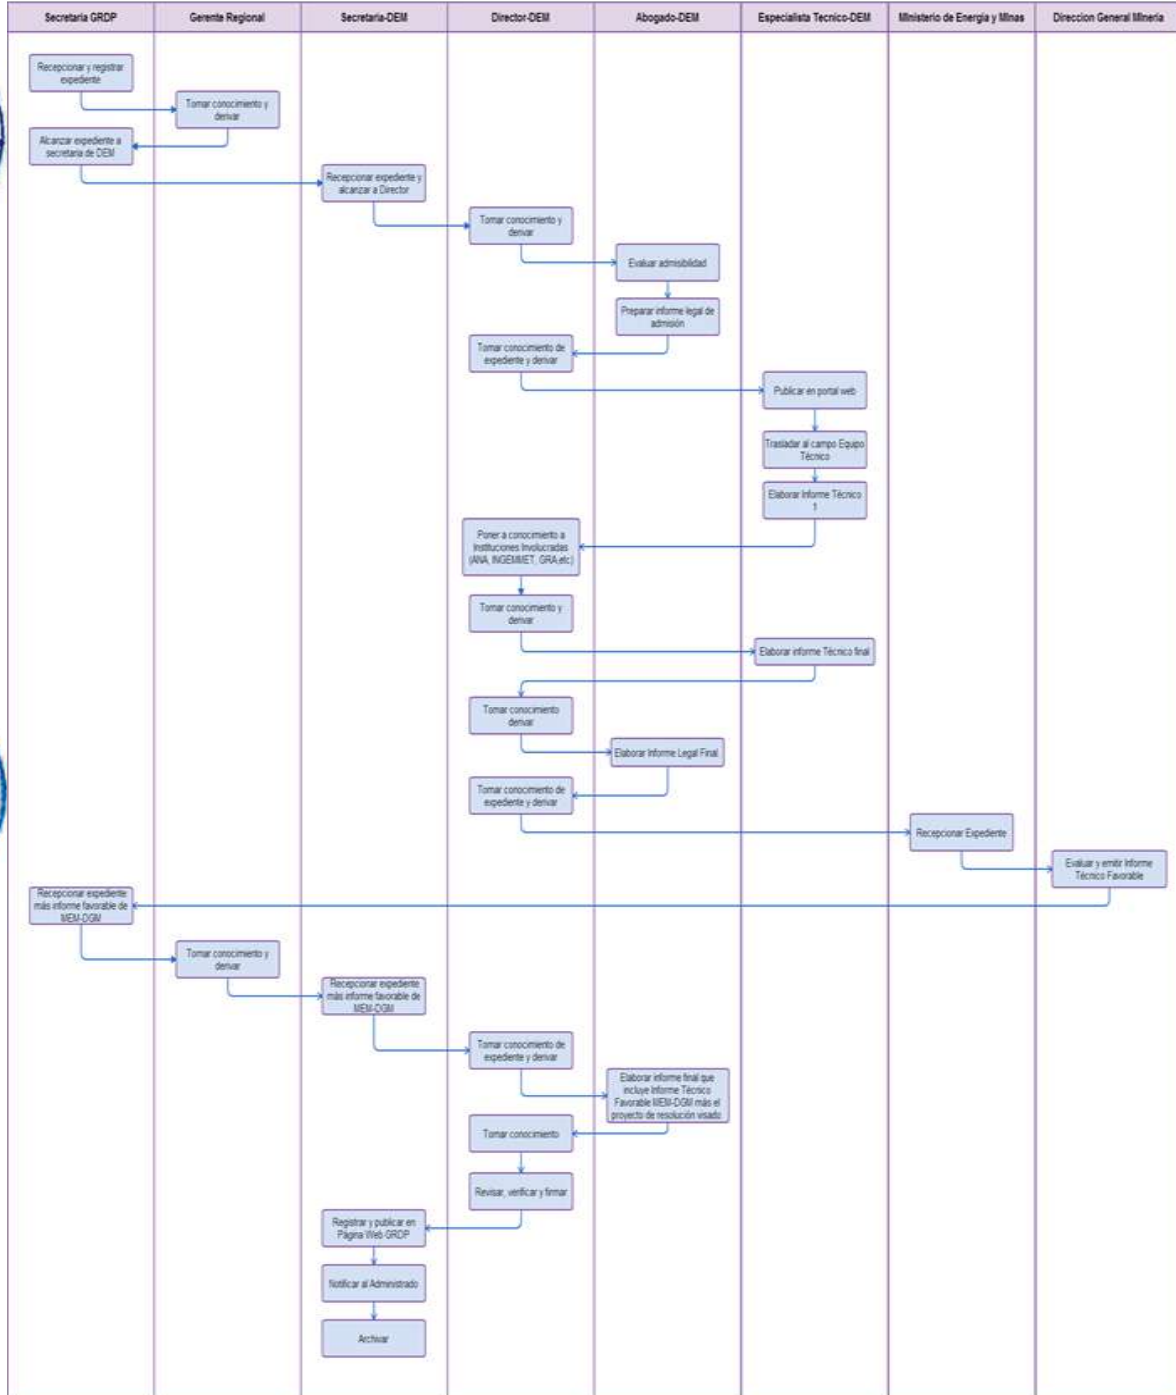 Secretaria GRDP
Gerente Regional
Secretaria-DEM
Director-DEM
Abogado-DEM
Especialista Tecnico-DEM
Ministerio de Energia y Minas
Direccion General Mineria
Recepcionar y registrar
expediente
Tomar conocimiento y
derivar
Alcanzar expediente a
secretaria de DEM
Recepcionar expediente y
alcanzar a Director
Tomar conocimiento y
derivar
Evaluar admisibilidad
Preparar informe legal de
admisión
Tomar conocimiento de
expediente y derivar
Publicar en portal web
Trasladar al campo Equipo
Técnico
Elaborar Informe Técnico
1
Poner a conocimiento a
Instituciones Involucradas
(ANA, INGEMMET, GRA,etc)
Tomar conocimiento y
derivar
Elaborar informe Técnico final
Tomar conocimiento
derivar
Elaborar Informe Legal Final
Tomar conocimiento de
expediente y derivar
Recepcionar Expediente
Evaluar y emitir Informe
Técnico Favorable
Recepcionar expediente
más informe favorable de
MEM-DGM
Tomar conocimiento y
derivar
Recepcionar expediente
más informe favorable de
MEM-DGM
Tomar conocimiento de
expediente y derivar
Elaborar informe final que
incluye Informe Técnico
Favorable MEM-DGM más el
proyecto de resolución visado
Tomar conocimiento
Revisar, verificar y firmar
Registrar y publicar en
Página Web GRDP
Notificar al Administrado
Archivar